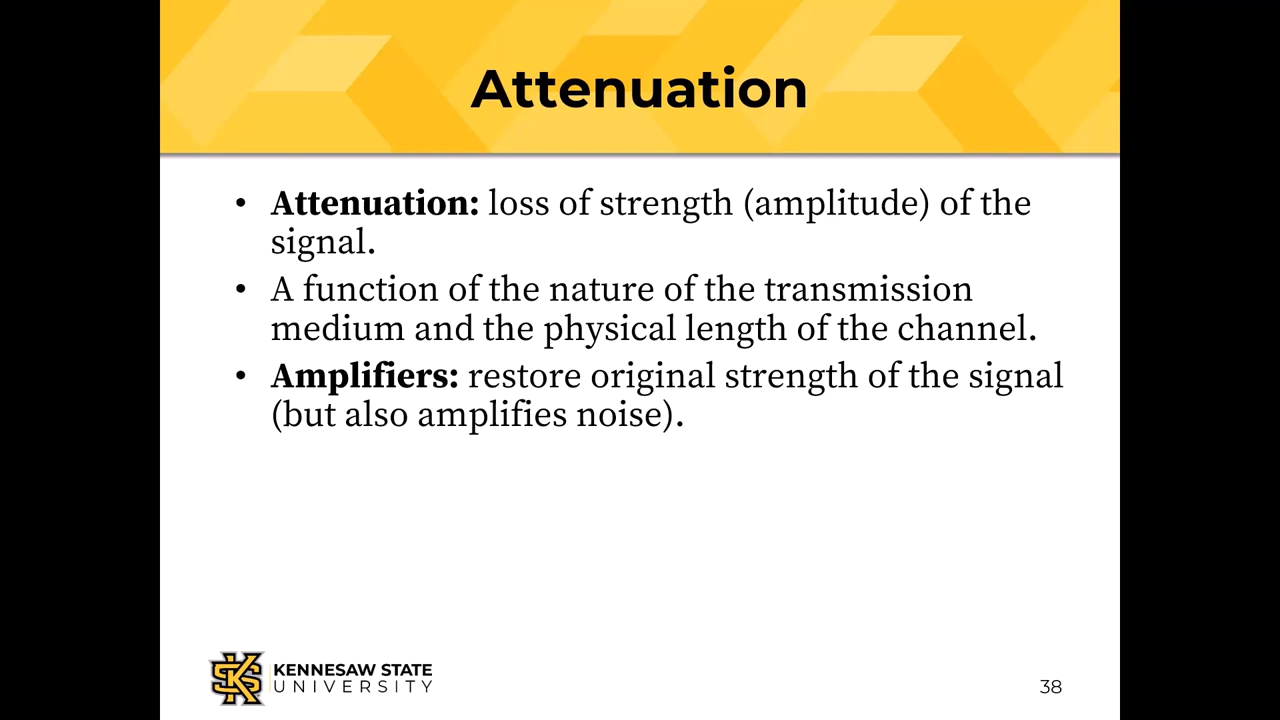 Attenuation
• Attenuation: loss of strength (amplitude) of the
signal.
• A function of the nature of the transmission
medium and the physical length of the channel.
• Amplifiers: restore original strength of the signal
(but also amplifies noise).
KS
KENNESAW STATE
UNIVERSITY
38